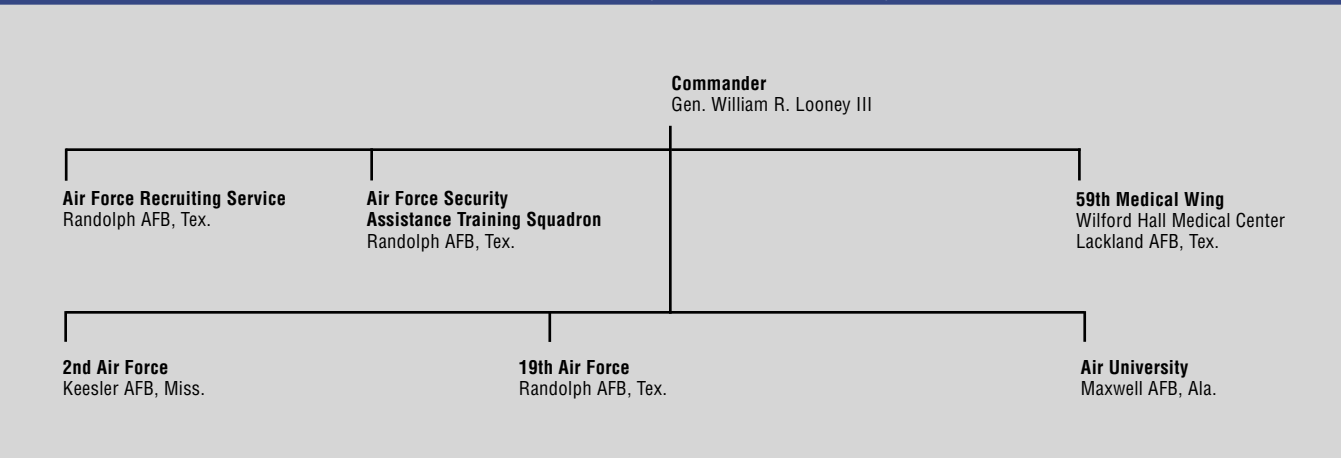 Commander
Gen. William R. Looney III
Air Force Recruiting Service
Randolph AFB, Tex.
Air Force Security
Assistance Training Squadron
Randolph AFB, Tex.
59th Medical Wing
Wilford Hall Medical Center
Lackland AFB, Tex.
2nd Air Force
Keesler AFB, Miss.
19th Air Force
Randolph AFB, Tex.
Air University
Maxwell AFB, Ala.